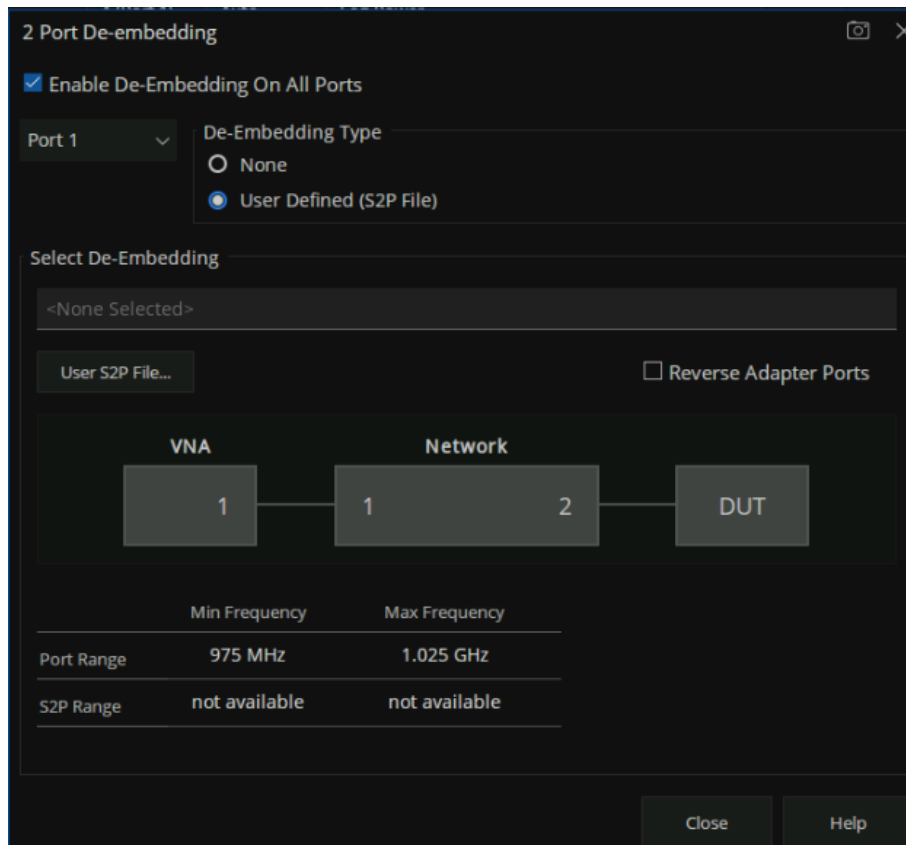 2 Port De-embedding
Enable De-Embedding On All Ports
Port 1
De-Embedding Type
None
User Defined (S2P File)
Select De-Embedding
<None Selected>
User S2P File...
Reverse Adapter Ports
VNA
Network
1
1
2
DUT
Min Frequency Max Frequency
Port Range 975 MHz 1.025 GHz
S2P Range not available not available
Close Help